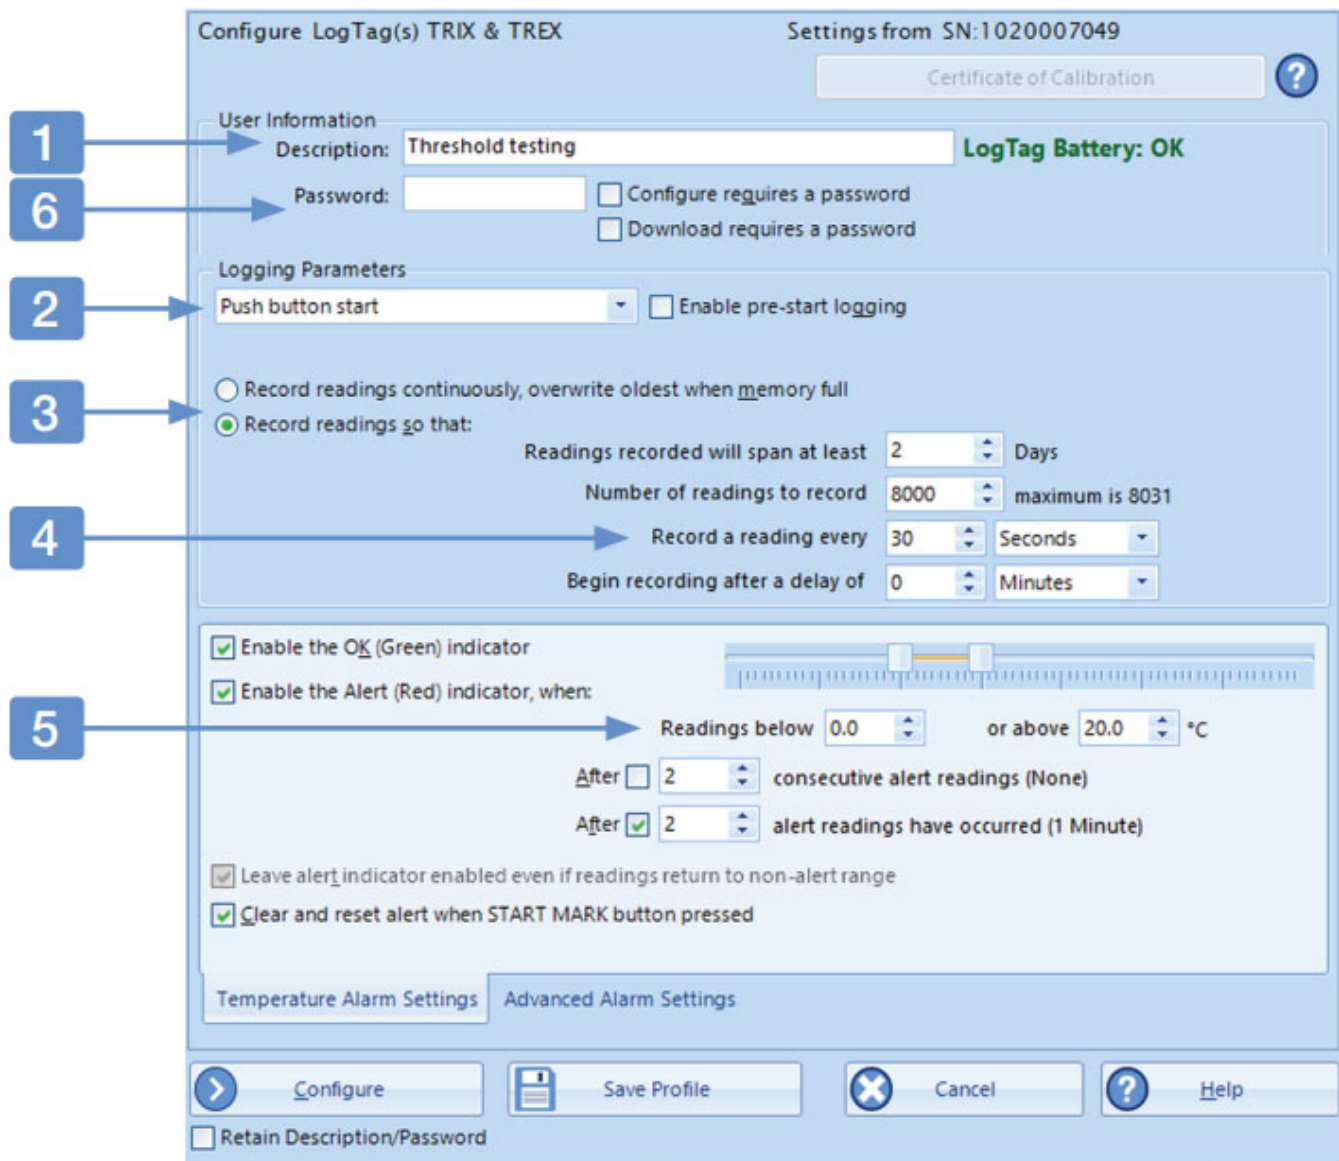 Configure LogTag(s) TRIX & TREX Settings from SN:1020007049
Certificate of Calibration ?
User Information
1 Description: Threshold testing LogTag Battery: OK
6 Password: Configure requires a password
Download requires a password
Logging Parameters
2 Push button start Enable pre-start logging
3 Record readings continuously, overwrite oldest when memory full
Record readings so that:
Readings recorded will span at least 2 Days
Number of readings to record 8000 maximum is 8031
4 Record a reading every 30 Seconds
Begin recording after a delay of 0 Minutes
Enable the OK (Green) indicator
Enable the Alert (Red) indicator, when:
5 Readings below 0.0 or above 20.0 °C
After 2 consecutive alert readings (None)
After 2 alert readings have occurred (1 Minute)
Leave alert indicator enabled even if readings return to non-alert range
Clear and reset alert when START MARK button pressed
Temperature Alarm Settings Advanced Alarm Settings
Configure Save Profile Cancel ? Help
Retain Description/Password